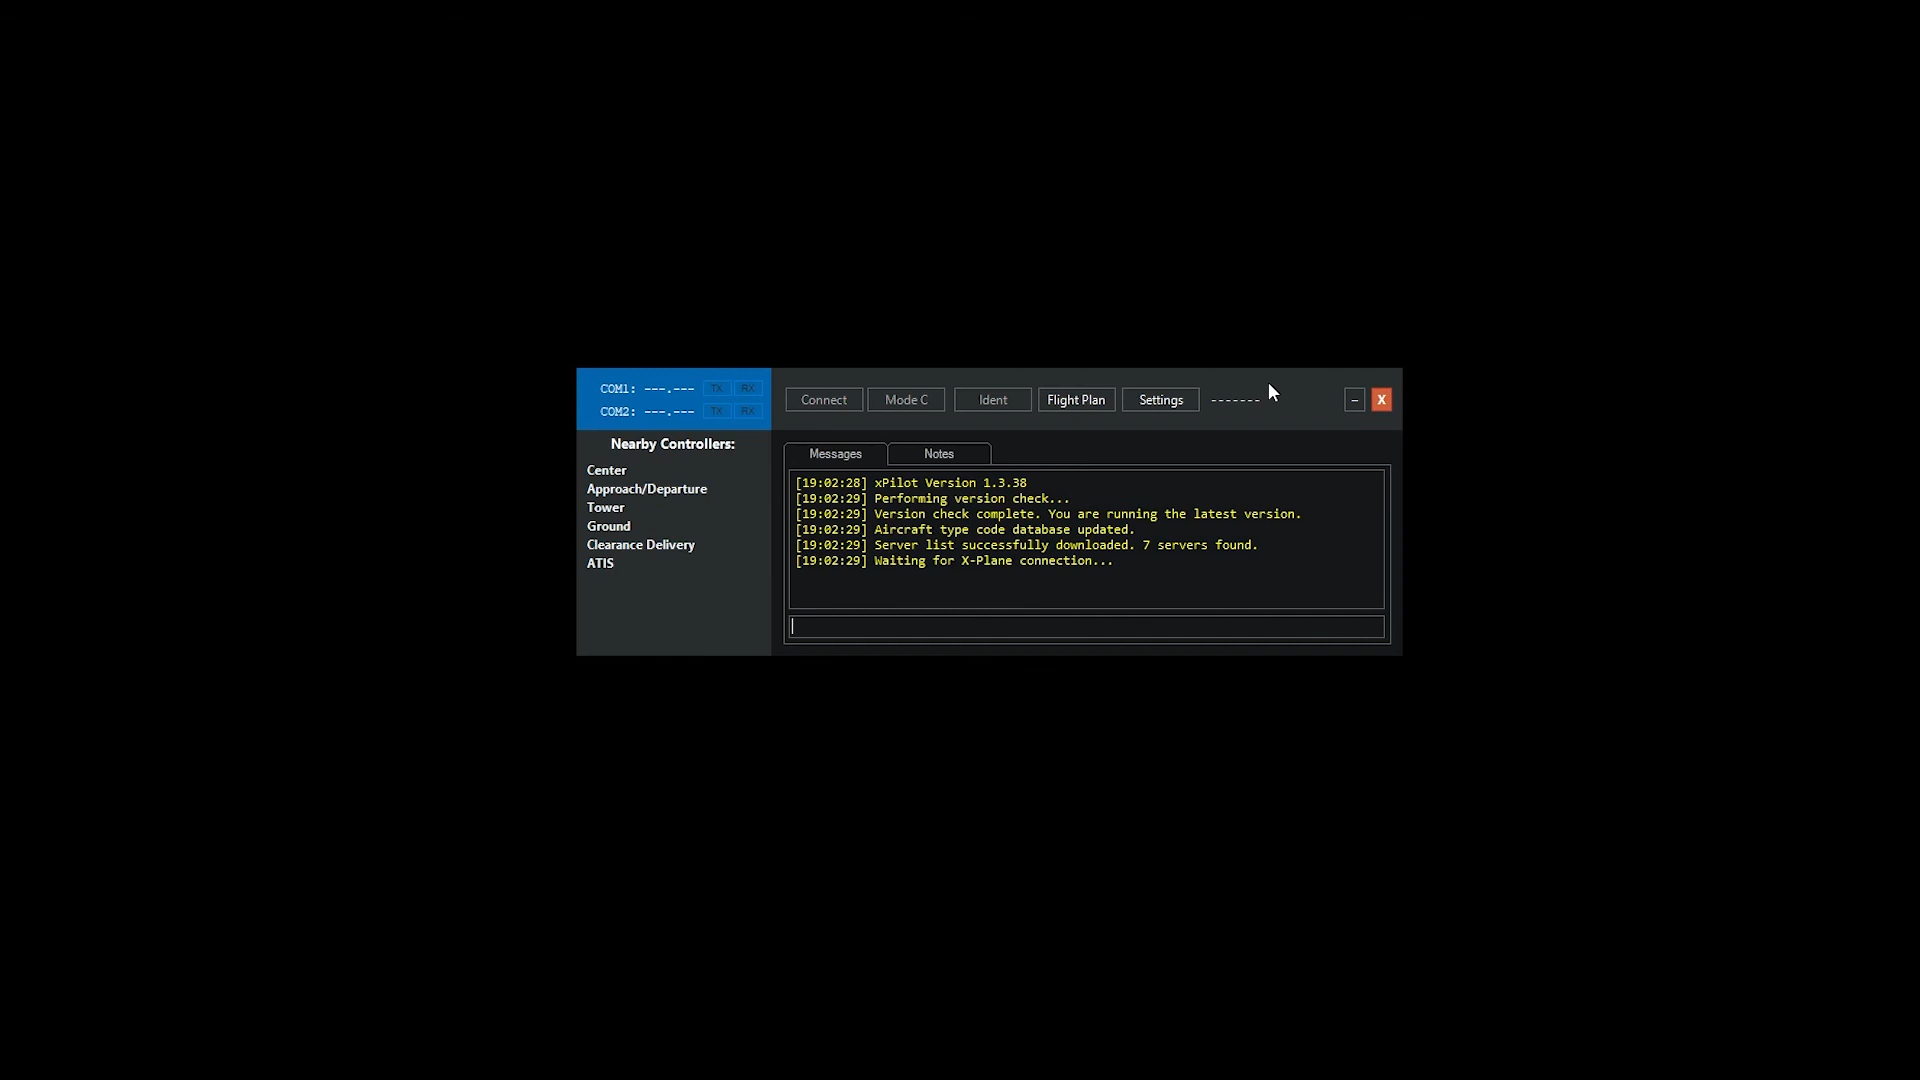 COM1: ---.--- TX RX
COM2: ---.--- TX RX
Connect Mode C Ident Flight Plan Settings ------- – X
Nearby Controllers:
Center
Approach/Departure
Tower
Ground
Clearance Delivery
ATIS
Messages Notes
[19:02:28] xPilot Version 1.3.38
[19:02:29] Performing version check...
[19:02:29] Version check complete. You are running the latest version.
[19:02:29] Aircraft type code database updated.
[19:02:29] Server list successfully downloaded. 7 servers found.
[19:02:29] Waiting for X-Plane connection...